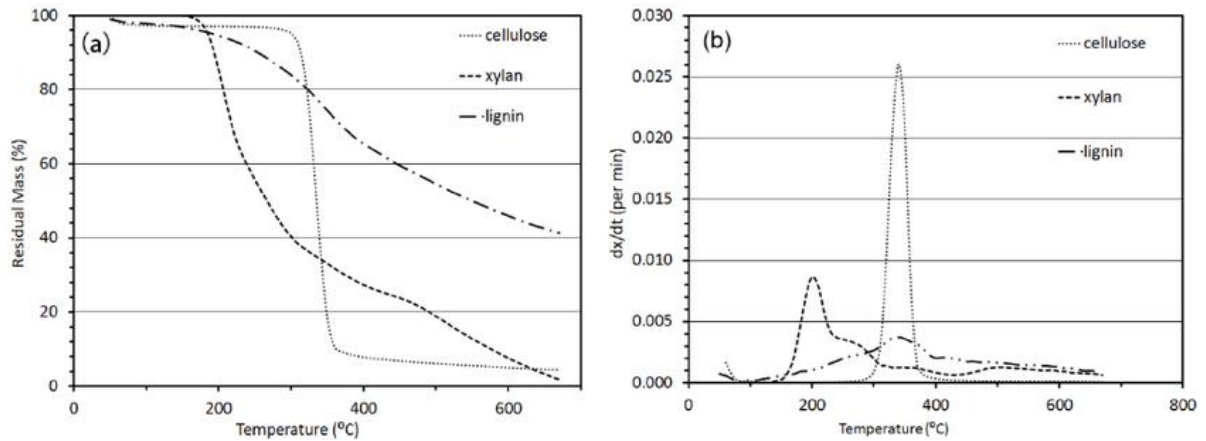 (a)
cellulose
xylan
lignin
100
80
60
40
20
0
0 200 400 600
Residual Mass (%)
Temperature (⁰C)
(b)
cellulose
xylan
lignin
0.030
0.025
0.020
0.015
0.010
0.005
0.000
0 200 400 600 800
dx/dt (per min)
Temperature (⁰C)